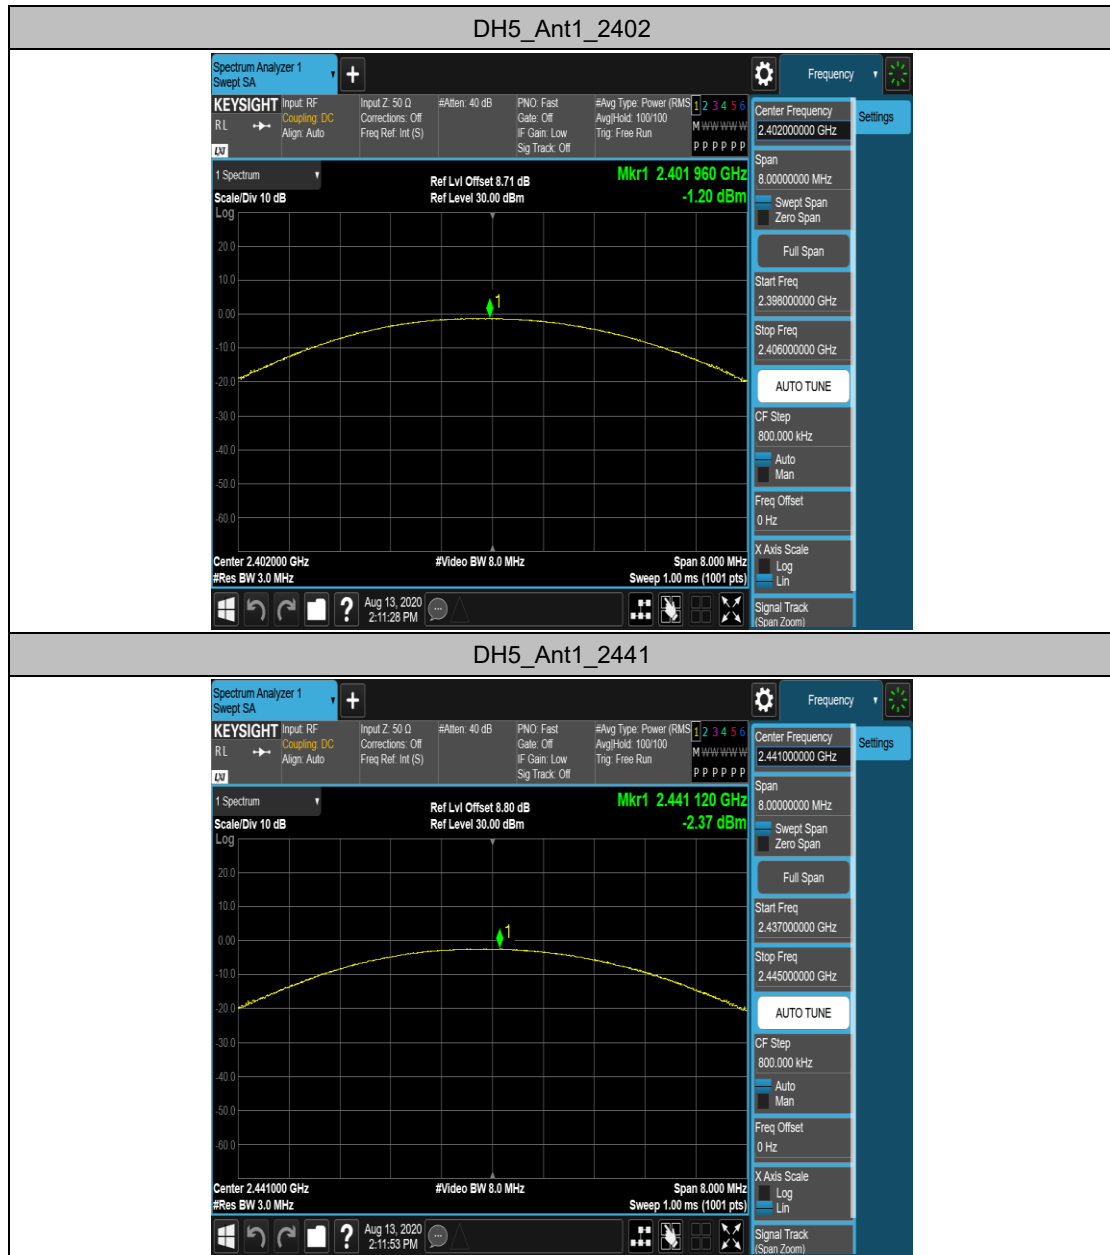 DH5_Ant1_2402
Spectrum Analyzer 1
Swept SA
Frequency
KEYSIGHT
RL
LXI
Input: RF
Coupling: DC
Align: Auto
Input Z: 50 Ω
Corrections: Off
Freq Ref: Int (S)
#Atten: 40 dB
PNO: Fast
Gate: Off
IF Gain: Low
Sig Track: Off
#Avg Type: Power (RMS
Avg|Hold: 100/100
Trig: Free Run
1 2 3 4 5 6
M W W W W W
P P P P P P
Center Frequency
2.402000000 GHz
Settings
Span
8.00000000 MHz
Swept Span
Zero Span
Full Span
Start Freq
2.398000000 GHz
Stop Freq
2.406000000 GHz
AUTO TUNE
CF Step
800.000 kHz
Auto
Man
Freq Offset
0 Hz
X Axis Scale
Log
Lin
Signal Track
(Span Zoom)
1 Spectrum
Scale/Div 10 dB
Ref Lvl Offset 8.71 dB
Ref Level 30.00 dBm
Mkr1 2.401 960 GHz
-1.20 dBm
Log
20.0
10.0
0.00
-10.0
-20.0
-30.0
-40.0
-50.0
-60.0
1
Center 2.402000 GHz
#Res BW 3.0 MHz
#Video BW 8.0 MHz
Span 8.000 MHz
Sweep 1.00 ms (1001 pts)
Aug 13, 2020
2:11:28 PM
DH5_Ant1_2441
Spectrum Analyzer 1
Swept SA
Frequency
KEYSIGHT
RL
LXI
Input: RF
Coupling: DC
Align: Auto
Input Z: 50 Ω
Corrections: Off
Freq Ref: Int (S)
#Atten: 40 dB
PNO: Fast
Gate: Off
IF Gain: Low
Sig Track: Off
#Avg Type: Power (RMS
Avg|Hold: 100/100
Trig: Free Run
1 2 3 4 5 6
M W W W W W
P P P P P P
Center Frequency
2.441000000 GHz
Settings
Span
8.00000000 MHz
Swept Span
Zero Span
Full Span
Start Freq
2.437000000 GHz
Stop Freq
2.445000000 GHz
AUTO TUNE
CF Step
800.000 kHz
Auto
Man
Freq Offset
0 Hz
X Axis Scale
Log
Lin
Signal Track
(Span Zoom)
1 Spectrum
Scale/Div 10 dB
Ref Lvl Offset 8.80 dB
Ref Level 30.00 dBm
Mkr1 2.441 120 GHz
-2.37 dBm
Log
20.0
10.0
0.00
-10.0
-20.0
-30.0
-40.0
-50.0
-60.0
1
Center 2.441000 GHz
#Res BW 3.0 MHz
#Video BW 8.0 MHz
Span 8.000 MHz
Sweep 1.00 ms (1001 pts)
Aug 13, 2020
2:11:53 PM